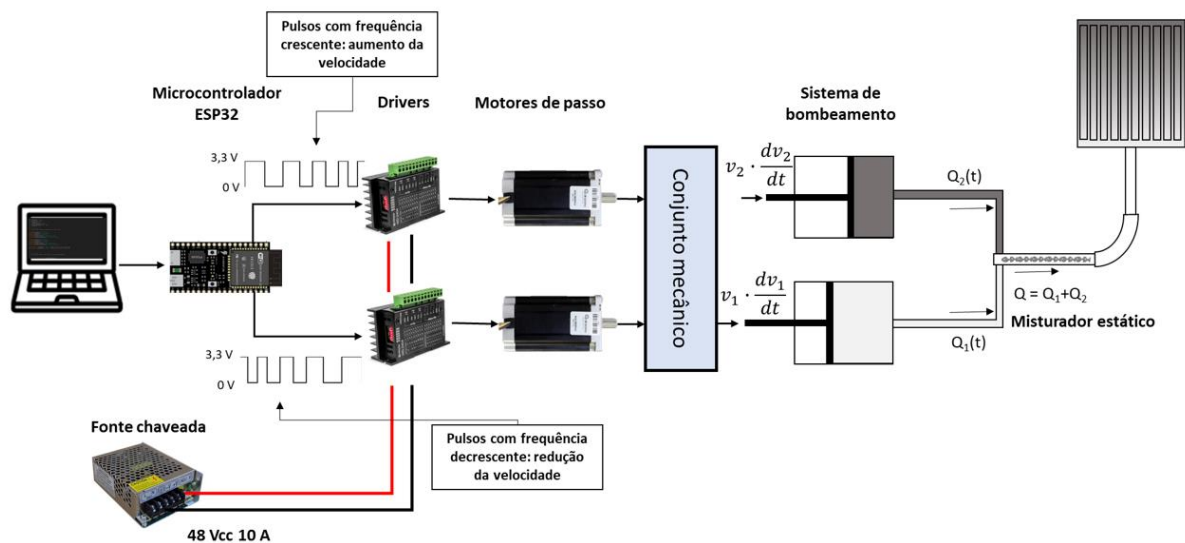 Pulsos com frequência
crescente: aumento da
velocidade
Microcontrolador
ESP32
Drivers
Motores de passo
Sistema de
bombeamento
3,3 V
0 V
Conjunto mecânico
v₂ · dv₂/dt
Q₂(t)
v₁ · dv₁/dt
Q = Q₁+Q₂
Misturador estático
Q₁(t)
3,3 V
0 V
Fonte chaveada
Pulsos com frequência
decrescente: redução
da velocidade
48 Vcc 10 A